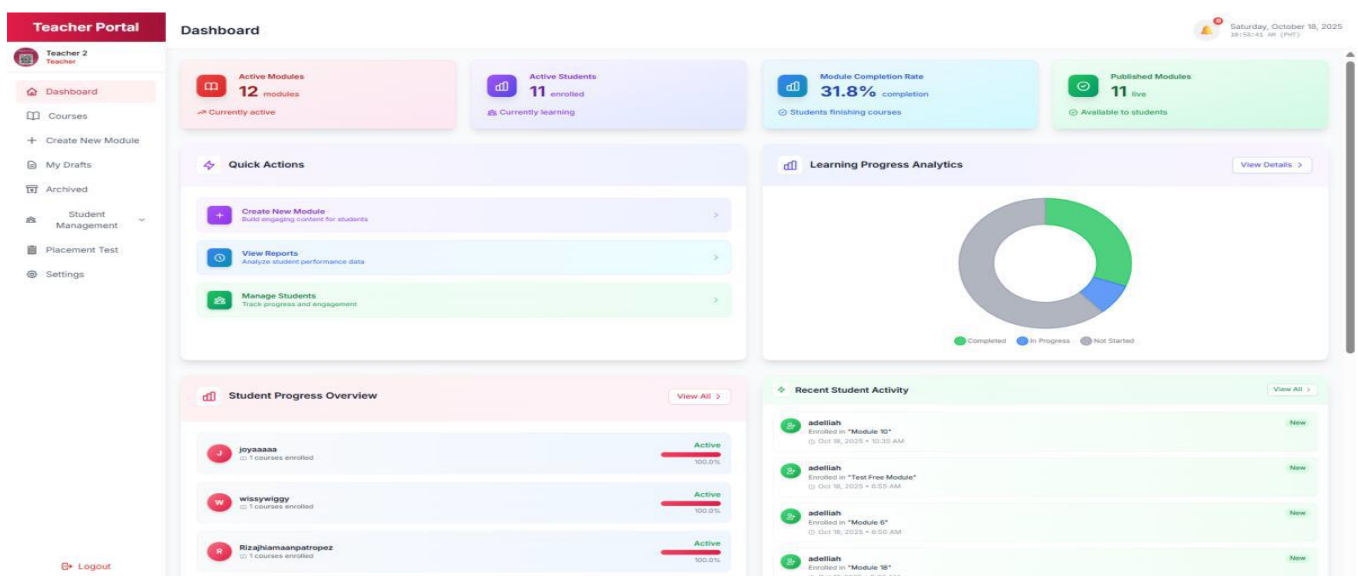 Teacher Portal
Teacher 2
Teacher
Dashboard
Courses
Create New Module
My Drafts
Archived
Student
Management
Placement Test
Settings
Logout
Dashboard
Saturday, October 18, 2025
10:58:41 AM (PHT)
Active Modules
12 modules
Currently active
Active Students
11 enrolled
Currently learning
Module Completion Rate
31.8% completion
Students finishing courses
Published Modules
11 live
Available to students
Quick Actions
Create New Module
Build engaging content for students
View Reports
Analyze student performance data
Manage Students
Track progress and engagement
Learning Progress Analytics
View Details
Completed In Progress Not Started
Student Progress Overview
View All
J
joyaaaaa
1 courses enrolled
Active
100.0%
W
wissywiggy
1 courses enrolled
Active
100.0%
R
Rizajhiamaanpatropez
1 courses enrolled
Active
100.0%
Recent Student Activity
View All
adelliah
Enrolled in "Module 10"
Oct 18, 2025 • 10:35 AM
New
adelliah
Enrolled in "Test Free Module"
Oct 18, 2025 • 6:55 AM
New
adelliah
Enrolled in "Module 6"
Oct 18, 2025 • 6:50 AM
New
adelliah
Enrolled in "Module 18"
New